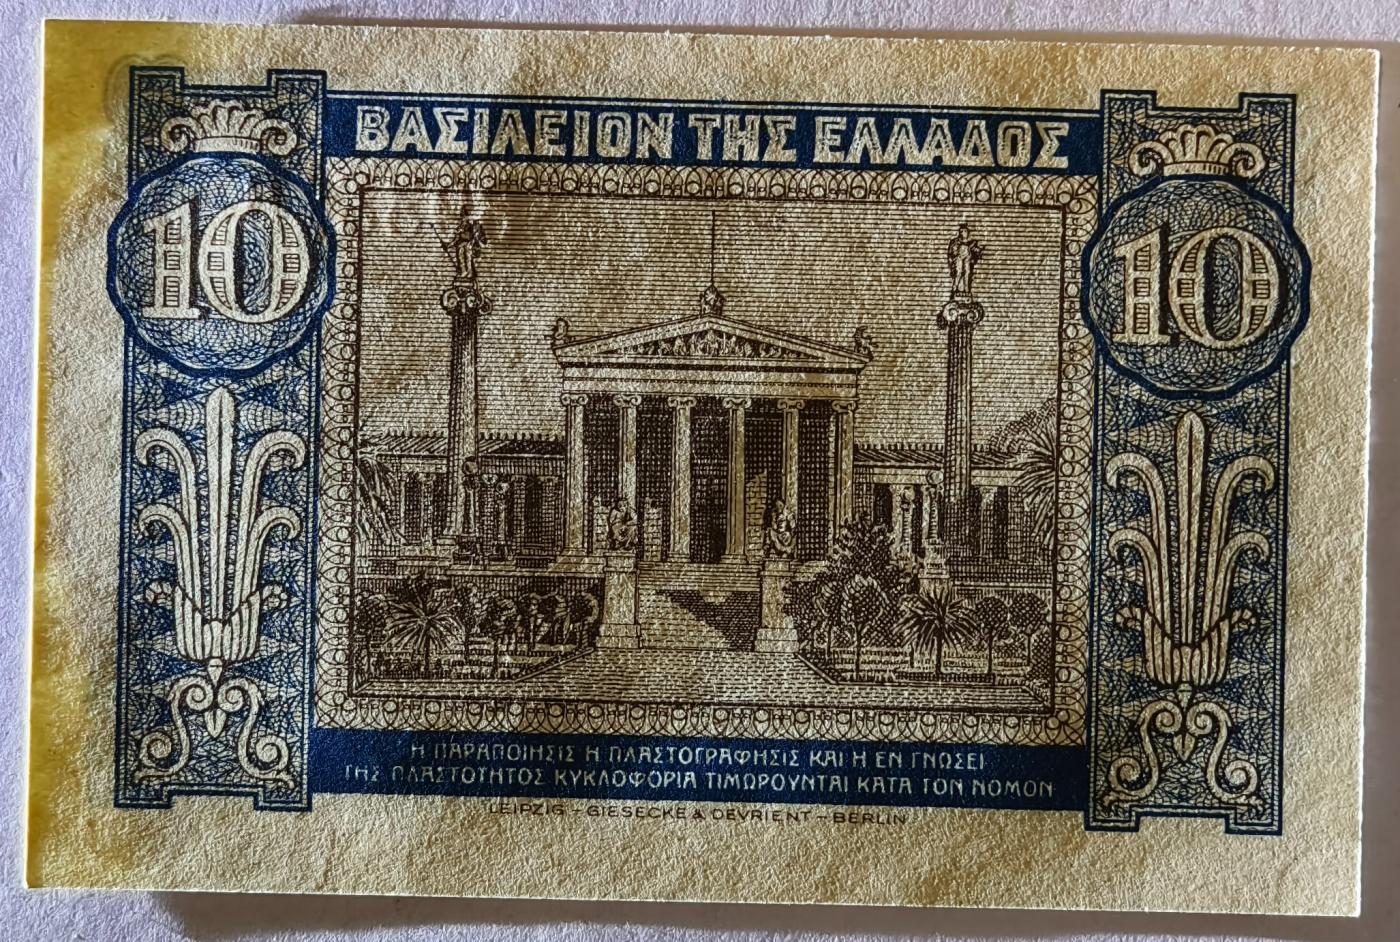 ΒΑΣΙΛΕΙΟΝ ΤΗΣ ΕΛΛΑΔΟΣ
10 10
Η ΠΑΡΑΠΟΙΗΣΙΣ Η ΠΛΑΣΤΟΓΡΑΦΗΣΙΣ ΚΑΙ Η ΕΝ ΓΝΩΣΕΙ
ΤΗΣ ΠΛΑΣΤΟΤΗΤΟΣ ΚΥΚΛΟΦΟΡΙΑ ΤΙΜΩΡΟΥΝΤΑΙ ΚΑΤΑ ΤΟΝ ΝΟΜΟΝ
LEIPZIG – GIESECKE & DEVRIENT – BERLIN